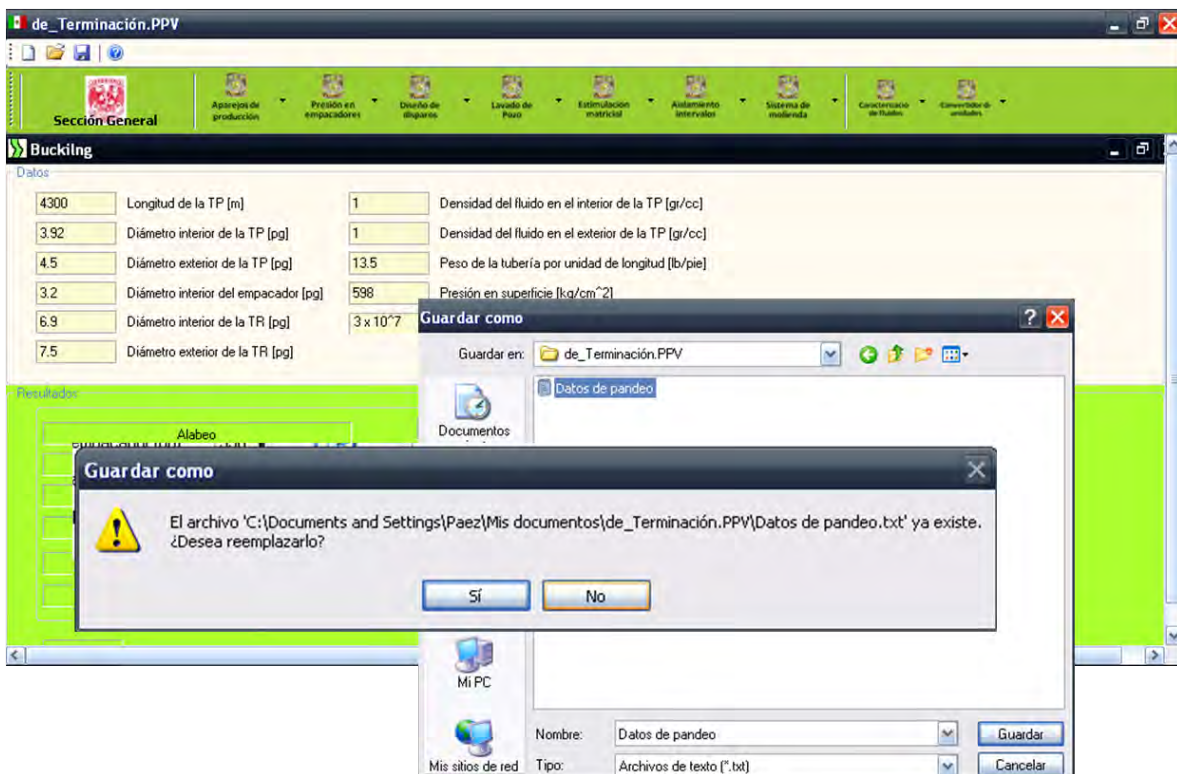 de_Terminación.PPV
Sección General
Aparejos de producción
Presión en empacadores
Diseño de disparos
Lavado de Pozo
Estimulación matricial
Aislamiento intervalos
Sistema de molienda
de fluidos
Convertidor de unidades
Buckilng
Datos
4300 Longitud de la TP [m] 1 Densidad del fluido en el interior de la TP [gr/cc]
3.92 Diámetro interior de la TP [pg] 1 Densidad del fluido en el exterior de la TP [gr/cc]
4.5 Diámetro exterior de la TP [pg] 13.5 Peso de la tubería por unidad de longitud [lb/pie]
3.2 Diámetro interior del empacador [pg] 598 Presión en superficie [kg/cm^2]
6.9 Diámetro interior de la TR [pg] 3 x 10^7
7.5 Diámetro exterior de la TR [pg]
Resultados
Alabeo
Guardar como
Guardar en: de_Terminación.PPV
Datos de pandeo
Documentos
Guardar como
El archivo 'C:\Documents and Settings\Paez\Mis documentos\de_Terminación.PPV\Datos de pandeo.txt' ya existe.
¿Desea reemplazarlo?
Sí No
Mi PC
Mis sitios de red
Nombre: Datos de pandeo Guardar
Tipo: Archivos de texto (*.txt) Cancelar